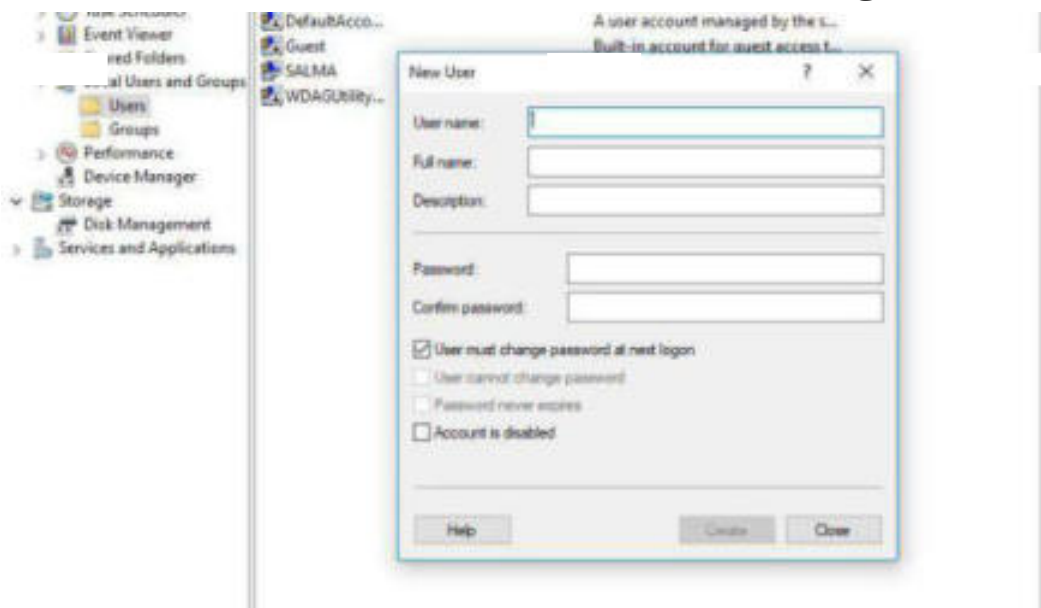 Event Viewer
red Folders
al Users and Groups
Users
Groups
Performance
Device Manager
Storage
Disk Management
Services and Applications
DefaultAcco...
Guest
SALMA
WDAGUtility...
A user account managed by the s...
Built-in account for guest access t...
New User
?
User name:
Full name:
Description:
Password:
Confirm password:
User must change password at next logon
User cannot change password
Password never expires
Account is disabled
Help
Create
Close